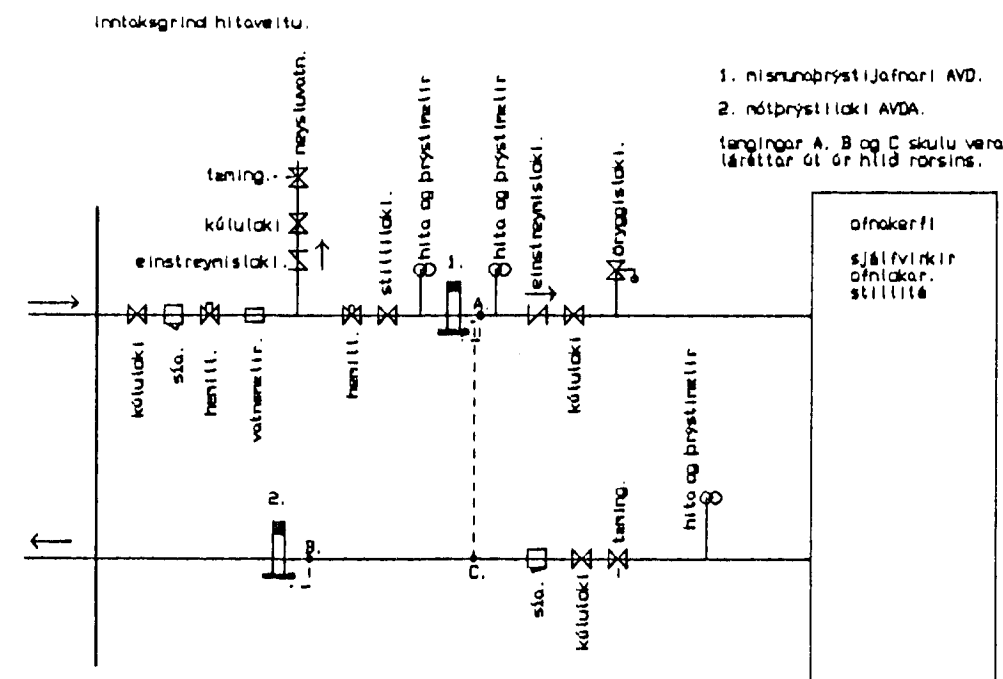 inntaksgrind hitaveitu.
1. mismunaþrýstijafnari AVD.
2. mótþrýstiloki AVDA.
tengingar A, B og C skulu vera
láréttar út úr hlið rörsins.
neysluvatn.
tæming.
kúluloki
einstreymisloki.
stilliloki.
hita og þrýstimælir
1.
hita og þrýstimælir
einstreymisloki.
öryggisloki.
A.
kúluloki
sía.
hemill.
vatnsmælir.
hemill.
kúluloki
ofnakerfi
sjálfvirkir
ofnlokar.
stillité
hita og þrýstimælir
2.
B.
C.
sía.
kúluloki
tæming.